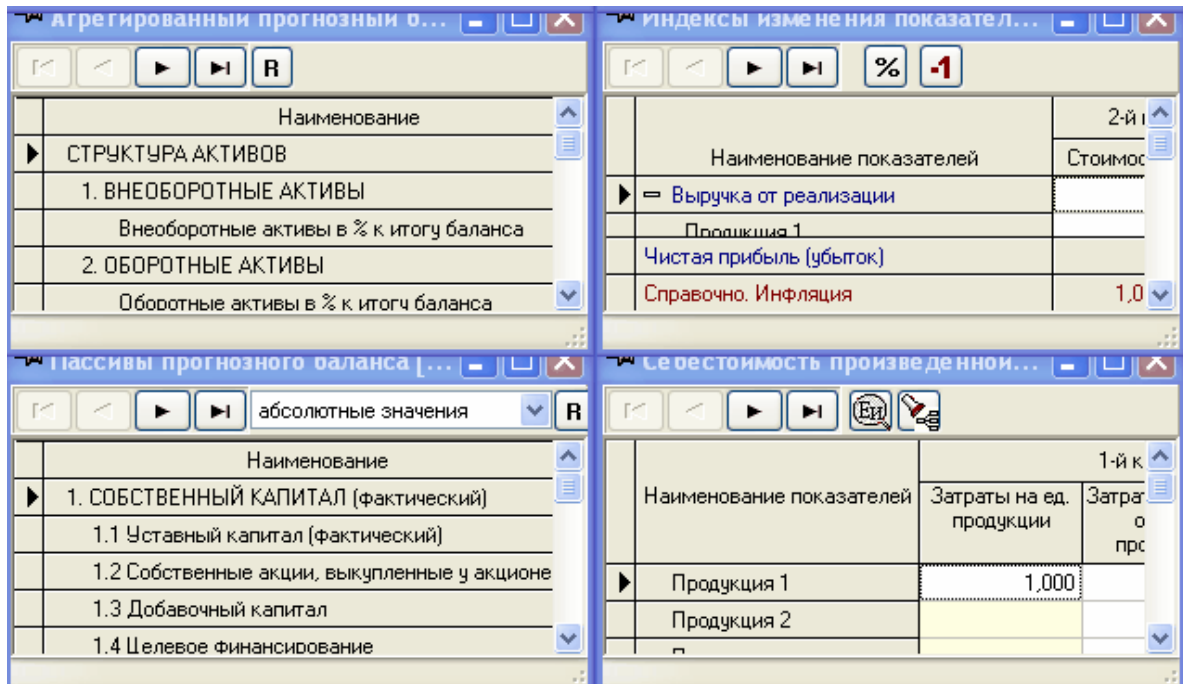 Агрегированный прогнозный б...
R
Наименование
СТРУКТУРА АКТИВОВ
1. ВНЕОБОРОТНЫЕ АКТИВЫ
Внеоборотные активы в % к итогу баланса
2. ОБОРОТНЫЕ АКТИВЫ
Оборотные активы в % к итогу баланса
Индексы изменения показател...
% -1
2-й
Наименование показателей
Стоимос
Выручка от реализации
Продукция 1
Чистая прибыль (убыток)
Справочно. Инфляция 1,0
Пассивы прогнозного баланса [...
абсолютные значения R
Наименование
1. СОБСТВЕННЫЙ КАПИТАЛ (фактический)
1.1 Уставный капитал (фактический)
1.2 Собственные акции, выкупленные у акционе
1.3 Добавочный капитал
1.4 Целевое финансирование
Себестоимость произведенной...
ЕИ
1-й к
Наименование показателей
Затраты на ед.
продукции
Затрат
о
прс
Продукция 1 1,000
Продукция 2